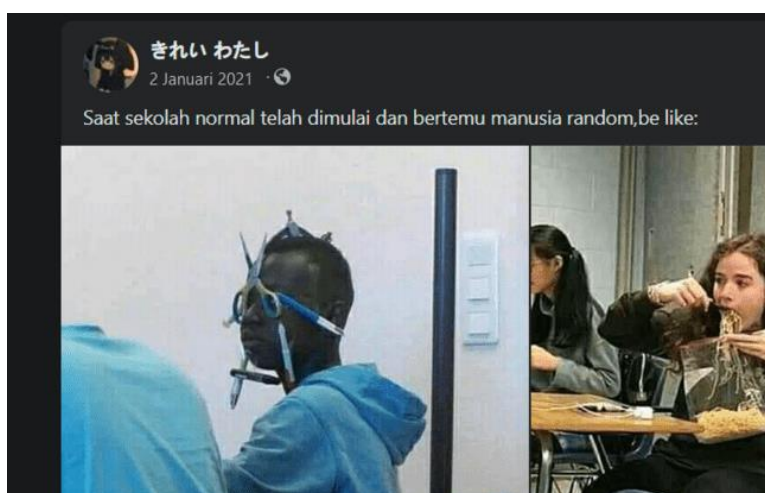 きれい わたし
2 Januari 2021 ·
Saat sekolah normal telah dimulai dan bertemu manusia random,be like: